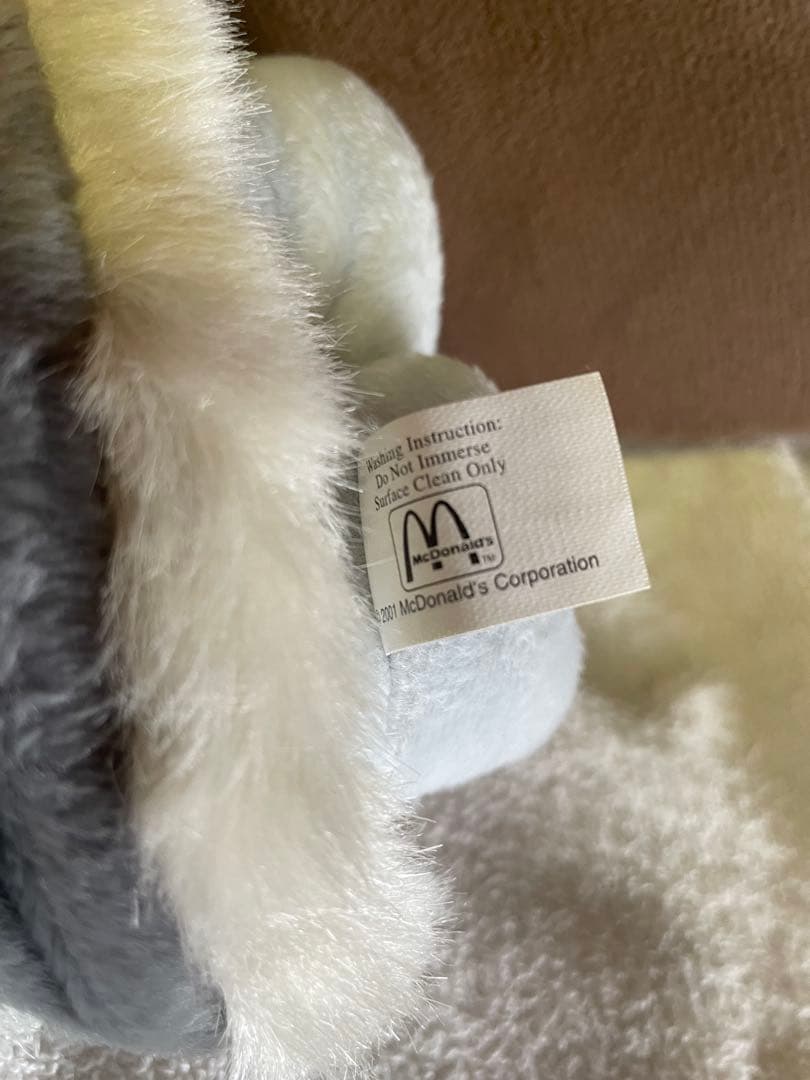 Washing Instruction:
Do Not Immerse
Surface Clean Only
McDonald's
TM
© 2001 McDonald's Corporation